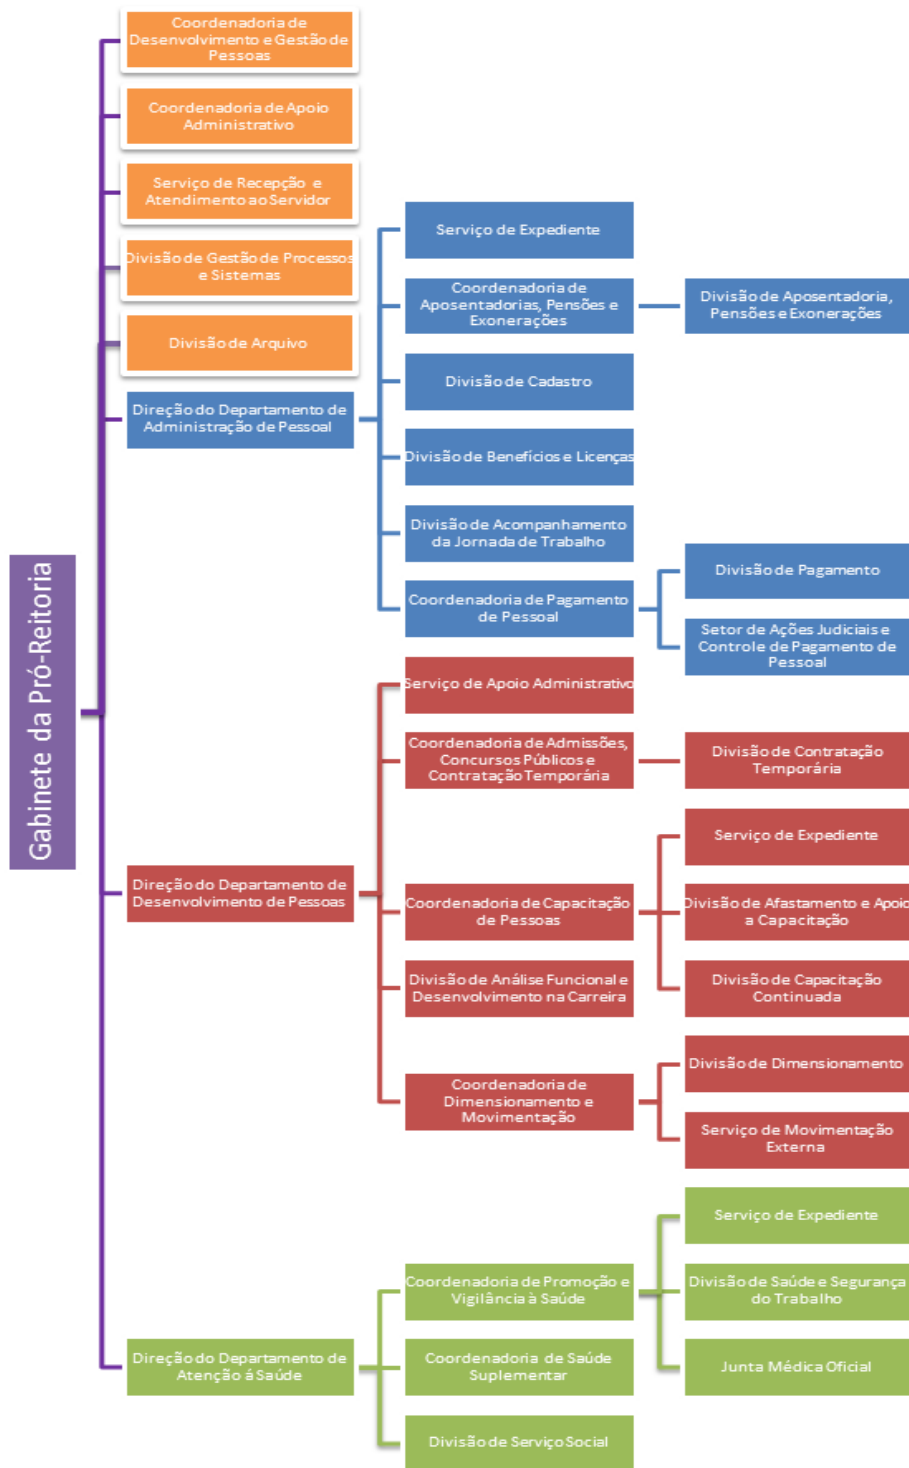 Gabinete da Pró-Reitoria
Coordenadoria de
Desenvolvimento e Gestão de
Pessoas
Coordenadoria de Apoio
Administrativo
Serviço de Recepção e
Atendimento ao Servidor
Divisão de Gestão de Processos
e Sistemas
Divisão de Arquivo
Direção do Departamento de
Administração de Pessoal
Serviço de Expediente
Coordenadoria de
Aposentadorias, Pensões e
Exonerações
Divisão de Aposentadoria,
Pensões e Exonerações
Divisão de Cadastro
Divisão de Benefícios e Licenças
Divisão de Acompanhamento
da Jornada de Trabalho
Coordenadoria de Pagamento
de Pessoal
Divisão de Pagamento
Setor de Ações Judiciais e
Controle de Pagamento de
Pessoal
Direção do Departamento de
Desenvolvimento de Pessoas
Serviço de Apoio Administrativo
Coordenadoria de Admissões,
Concursos Públicos e
Contratação Temporária
Divisão de Contratação
Temporária
Coordenadoria de Capacitação
de Pessoas
Serviço de Expediente
Divisão de Afastamento e Apoio
a Capacitação
Divisão de Capacitação
Continuada
Divisão de Análise Funcional e
Desenvolvimento na Carreira
Coordenadoria de
Dimensionamento e
Movimentação
Divisão de Dimensionamento
Serviço de Movimentação
Externa
Direção do Departamento de
Atenção á Saúde
Coordenadoria de Promoção e
Vigilância à Saúde
Serviço de Expediente
Divisão de Saúde e Segurança
do Trabalho
Junta Médica Oficial
Coordenadoria de Saúde
Suplementar
Divisão de Serviço Social